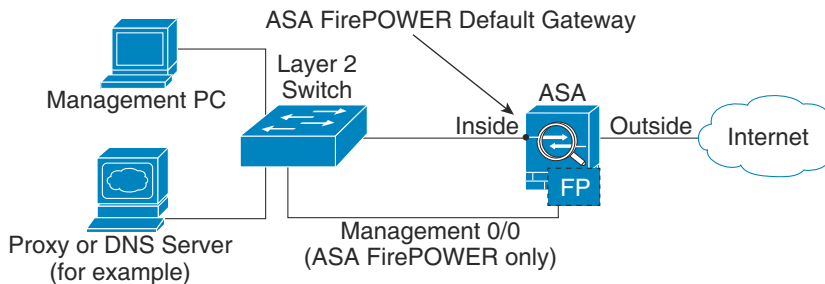 ASA FirePOWER Default Gateway
Management PC
Layer 2
Switch
ASA
Inside
Outside
Internet
FP
Proxy or DNS Server
(for example)
Management 0/0
(ASA FirePOWER only)